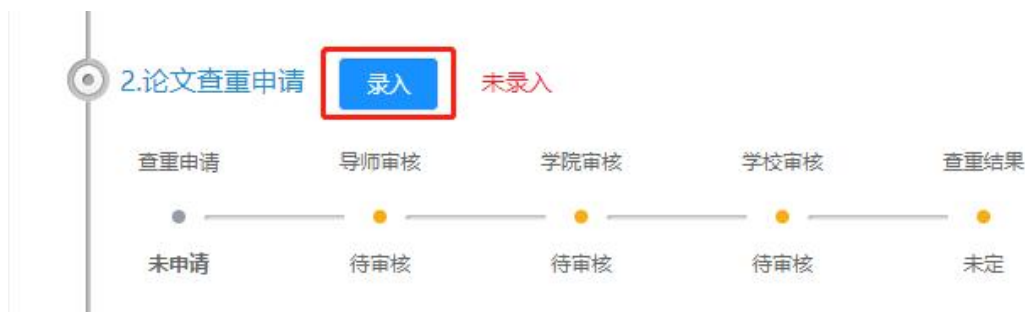 2.论文查重申请 录入 未录入
查重申请 导师审核 学院审核 学校审核 查重结果
未申请 待审核 待审核 待审核 未定